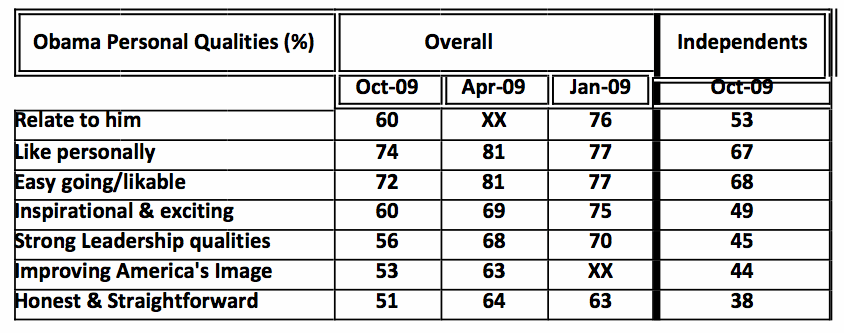 Obama Personal Qualities (%) Overall Independents
Oct-09 Apr-09 Jan-09 Oct-09
Relate to him 60 XX 76 53
Like personally 74 81 77 67
Easy going/likable 72 81 77 68
Inspirational & exciting 60 69 75 49
Strong Leadership qualities 56 68 70 45
Improving America's Image 53 63 XX 44
Honest & Straightforward 51 64 63 38